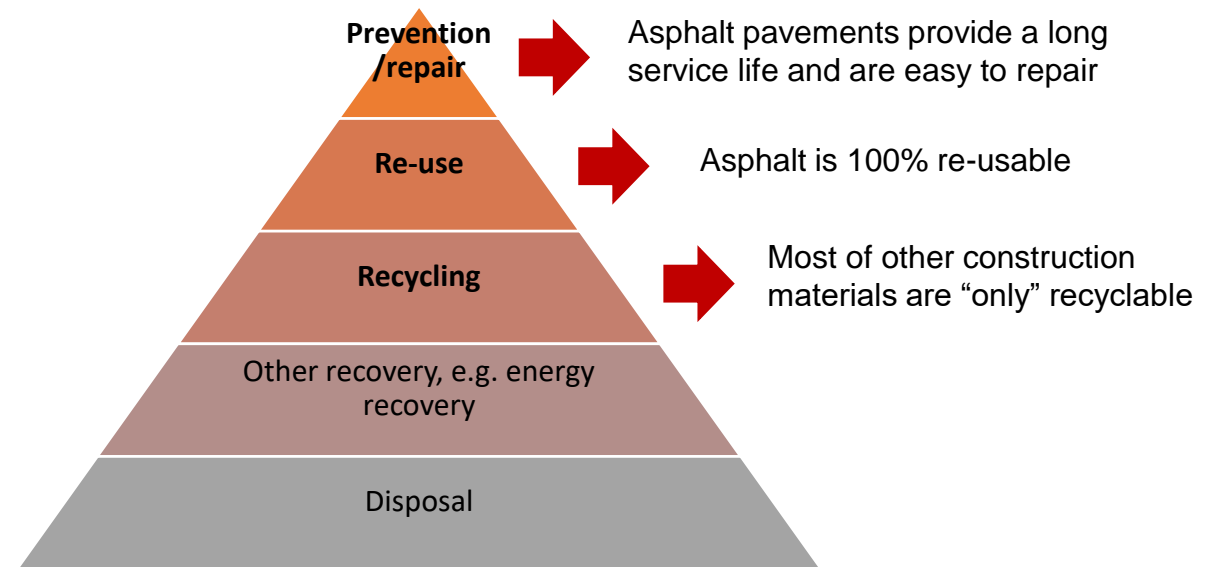 Prevention
/repair
Asphalt pavements provide a long
service life and are easy to repair
Re-use
Asphalt is 100% re-usable
Recycling
Most of other construction
materials are “only” recyclable
Other recovery, e.g. energy
recovery
Disposal